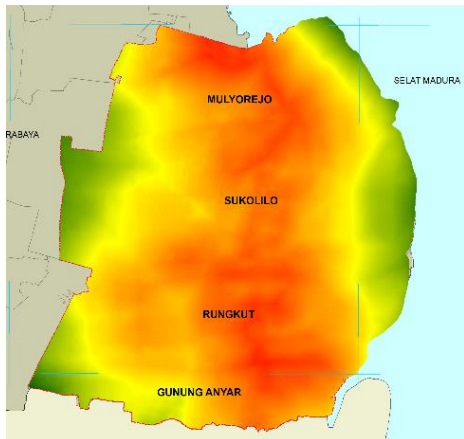 SELAT MADURA
MULYOREJO
RABAYA
SUKOLILO
RUNGKUT
GUNUNG ANYAR